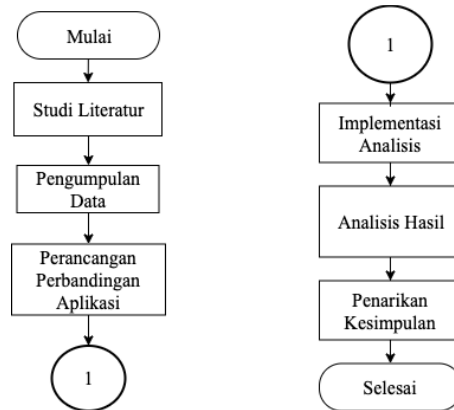 Mulai
Studi Literatur
Pengumpulan
Data
Perancangan
Perbandingan
Aplikasi
1
1
Implementasi
Analisis
Analisis Hasil
Penarikan
Kesimpulan
Selesai